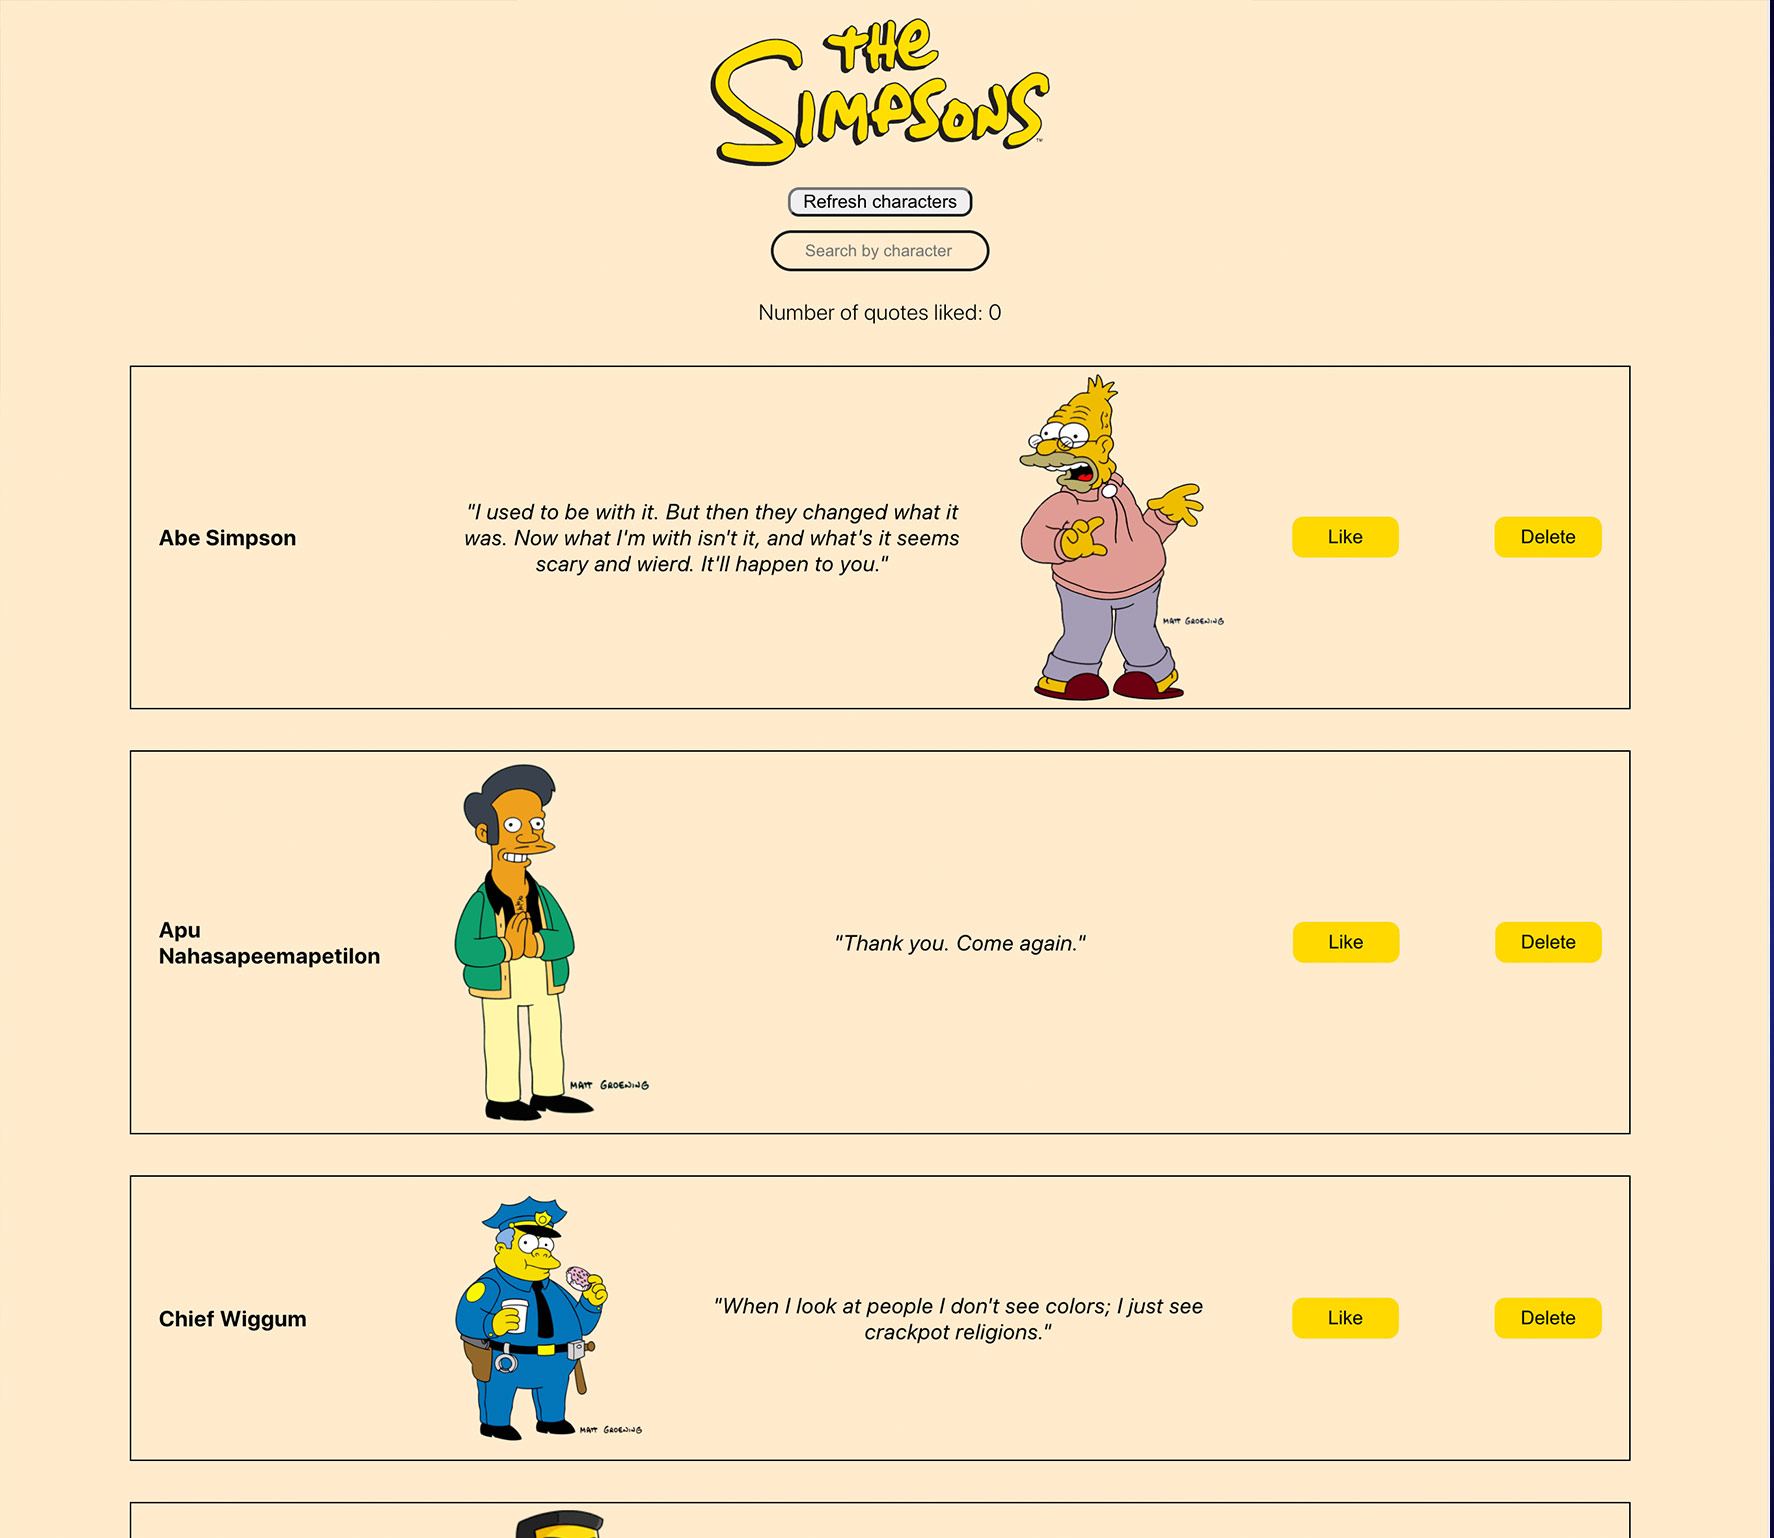 THE
SIMPSONS
TM
Refresh characters
Search by character
Number of quotes liked: 0
Abe Simpson
"I used to be with it. But then they changed what it
was. Now what I'm with isn't it, and what's it seems
scary and wierd. It'll happen to you."
MATT GROENING
Like
Delete
Apu
Nahasapeemapetilon
MATT GROENING
"Thank you. Come again."
Like
Delete
Chief Wiggum
MATT GROENING
"When I look at people I don't see colors; I just see
crackpot religions."
Like
Delete